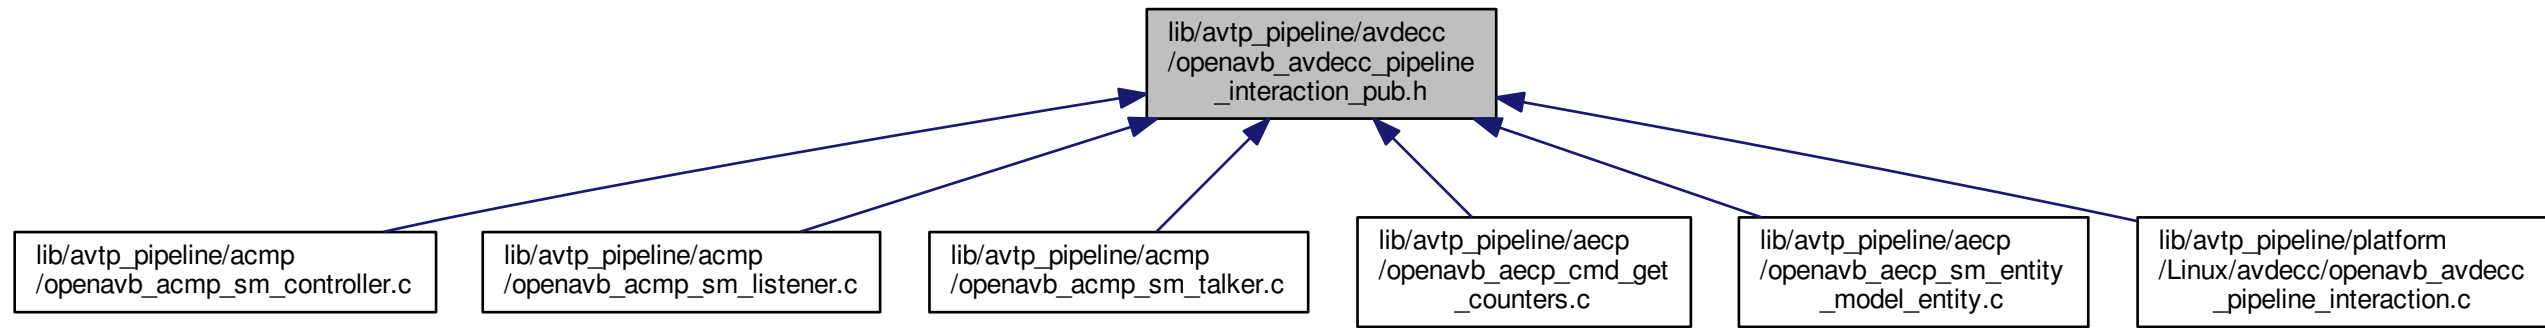 lib/avtp_pipeline/avdecc
/openavb_avdecc_pipeline
_interaction_pub.h
lib/avtp_pipeline/acmp
/openavb_acmp_sm_controller.c
lib/avtp_pipeline/acmp
/openavb_acmp_sm_listener.c
lib/avtp_pipeline/acmp
/openavb_acmp_sm_talker.c
lib/avtp_pipeline/aecp
/openavb_aecp_cmd_get
_counters.c
lib/avtp_pipeline/aecp
/openavb_aecp_sm_entity
_model_entity.c
lib/avtp_pipeline/platform
/Linux/avdecc/openavb_avdecc
_pipeline_interaction.c